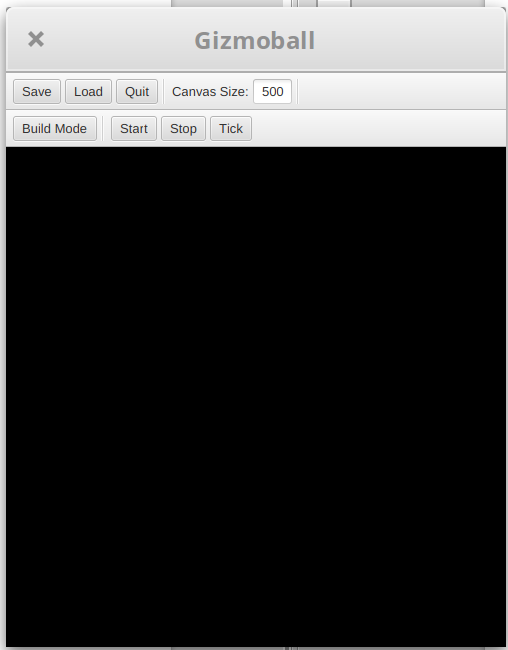 Gizmoball
Save Load Quit Canvas Size: 500
Build Mode Start Stop Tick